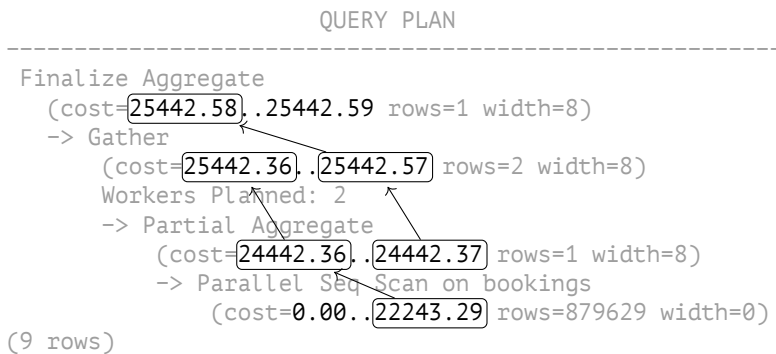 QUERY PLAN
−−−−−−−−−−−−−−−−−−−−−−−−−−−−−−−−−−−−−−−−−−−−−−−−−−−−−−−−−
Finalize Aggregate
(cost=25442.58..25442.59 rows=1 width=8)
−> Gather
(cost=25442.36..25442.57 rows=2 width=8)
Workers Planned: 2
−> Partial Aggregate
(cost=24442.36..24442.37 rows=1 width=8)
−> Parallel Seq Scan on bookings
(cost=0.00..22243.29 rows=879629 width=0)
(9 rows)